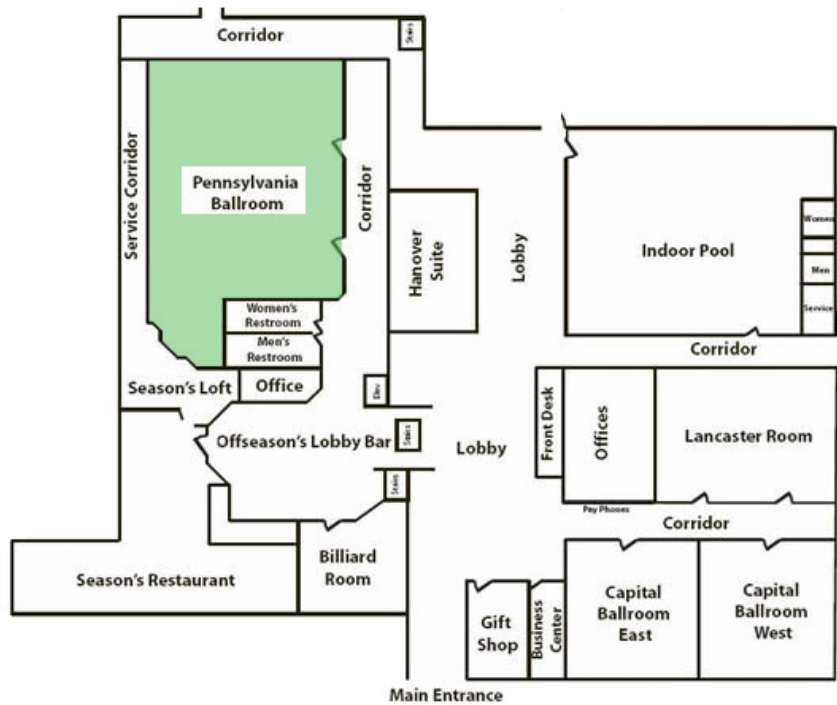 Corridor
Stairs
Service Corridor
Pennsylvania
Ballroom
Corridor
Hanover
Suite
Lobby
Indoor Pool
Women
Men
Service
Women's
Restroom
Men's
Restroom
Corridor
Season's Loft
Office
Elev
Offseason's Lobby Bar
Stairs
Lobby
Front Desk
Offices
Lancaster Room
Stairs
Pay Phones
Corridor
Season's Restaurant
Billiard
Room
Gift
Shop
Business
Center
Capital
Ballroom
East
Capital
Ballroom
West
Main Entrance